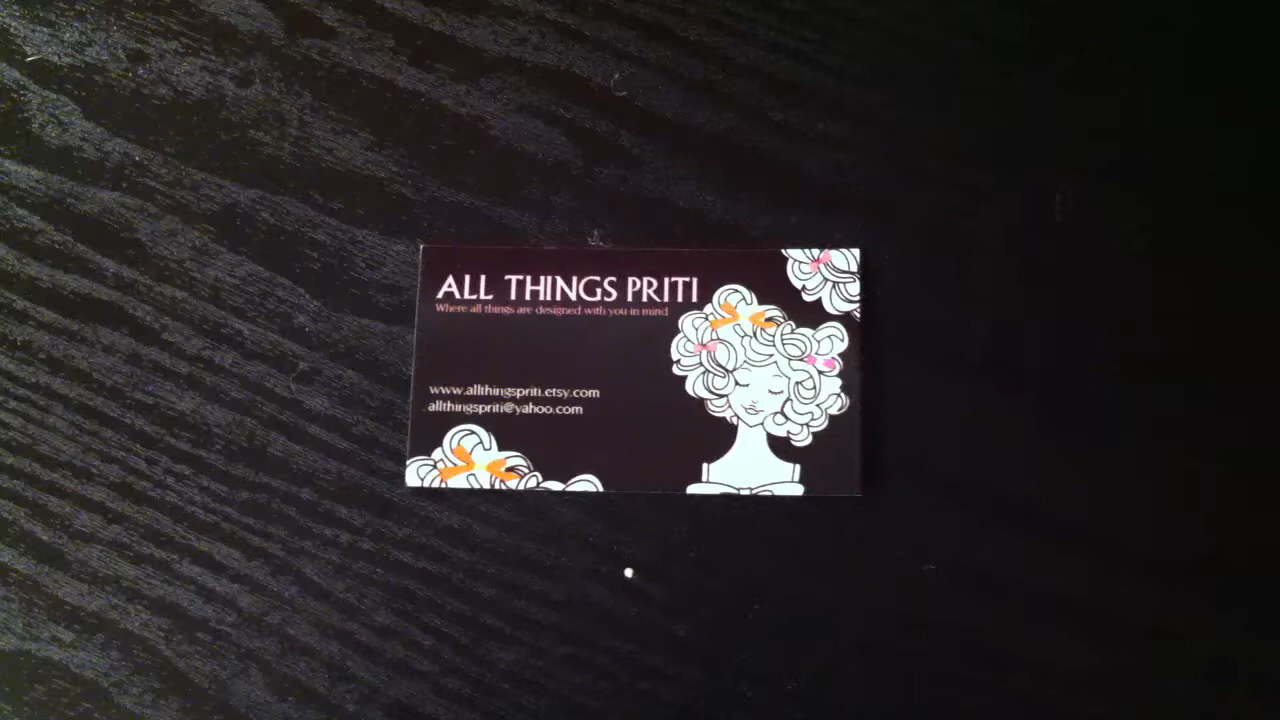 ALL THINGS PRITI
Where all things are designed with you in mind
www.allthingspriti.etsy.com
allthingspriti@yahoo.com